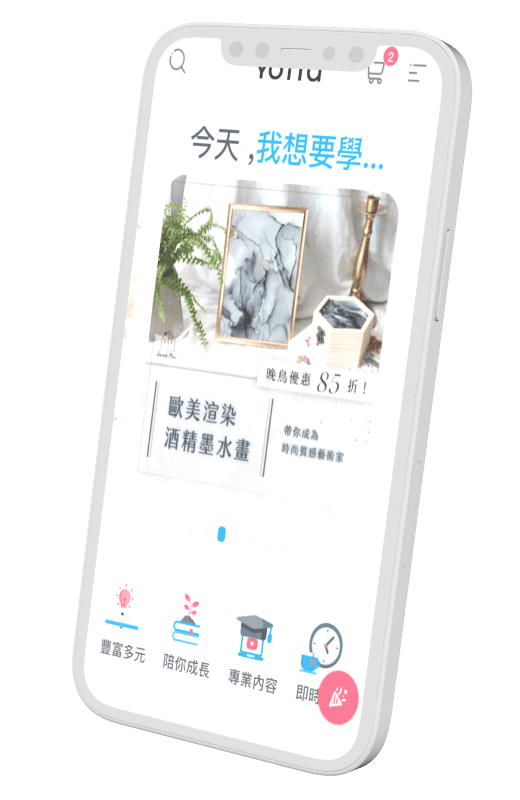 2
今天 ,我想要學...
晚鳥優惠 85 折！
歐美渲染
酒精墨水畫
帶你成為
時尚質感藝術家
豐富多元
陪你成長
專業內容
即時